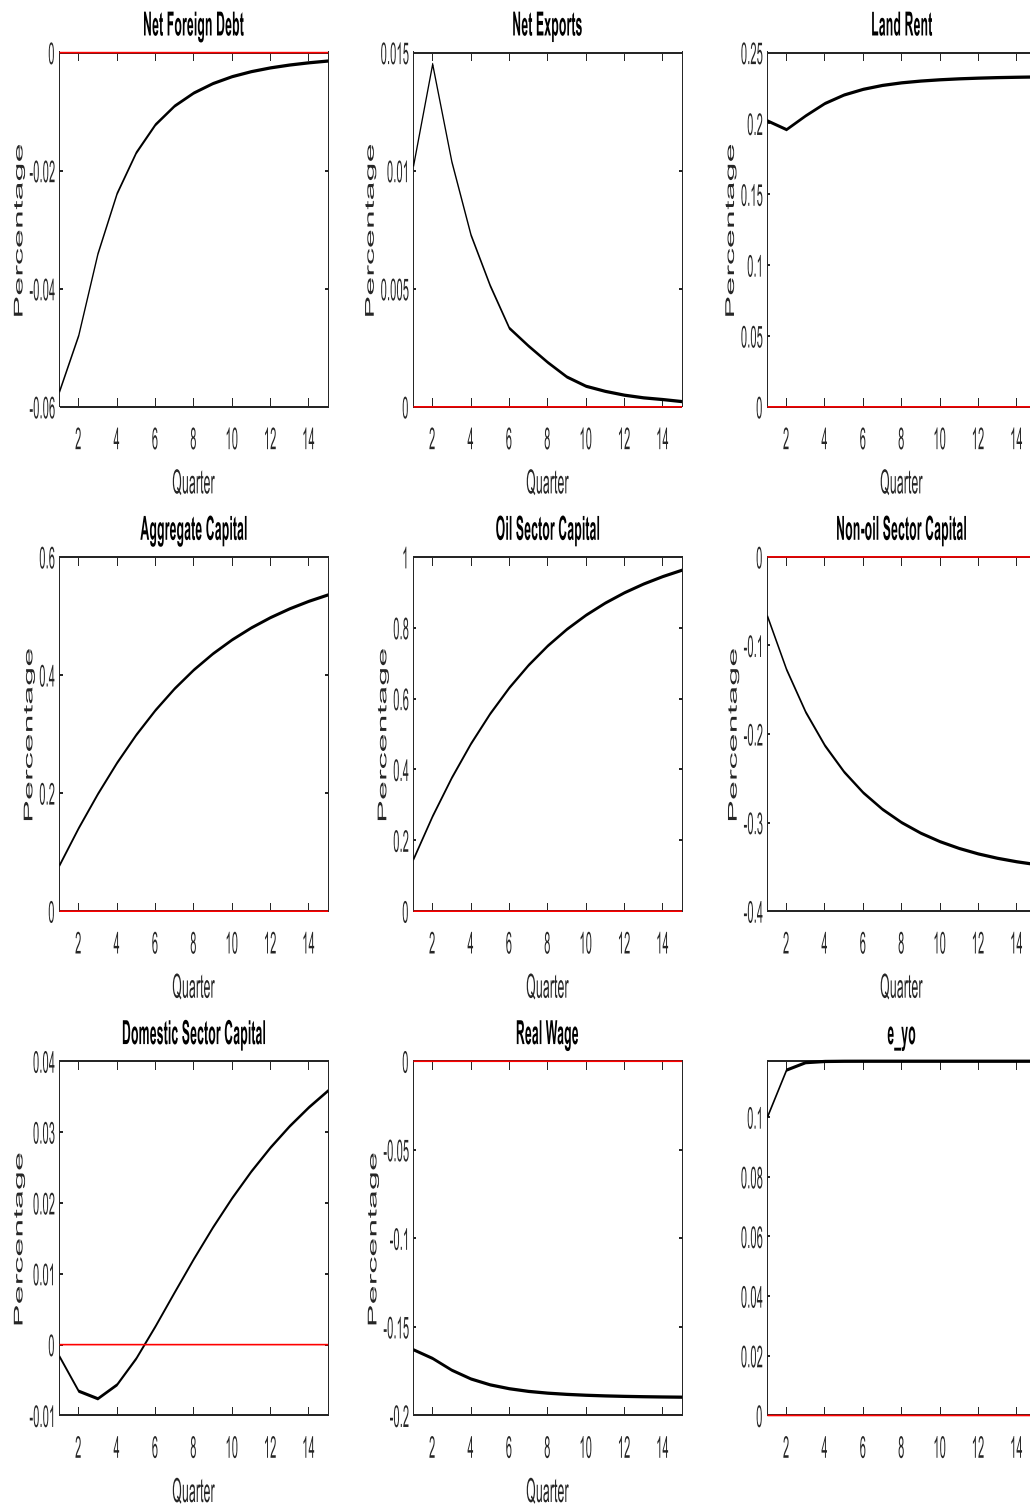 Net Foreign Debt
Percentage
0
-0.02
-0.04
-0.06
2 4 6 8 10 12 14
Quarter
Net Exports
Percentage
0.015
0.01
0.005
0
2 4 6 8 10 12 14
Quarter
Land Rent
Percentage
0.25
0.2
0.15
0.1
0.05
0
2 4 6 8 10 12 14
Quarter
Aggregate Capital
Percentage
0.6
0.4
0.2
0
2 4 6 8 10 12 14
Quarter
Oil Sector Capital
Percentage
1
0.8
0.6
0.4
0.2
0
2 4 6 8 10 12 14
Quarter
Non-oil Sector Capital
Percentage
0
-0.1
-0.2
-0.3
-0.4
2 4 6 8 10 12 14
Quarter
Domestic Sector Capital
Percentage
0.04
0.03
0.02
0.01
0
-0.01
2 4 6 8 10 12 14
Quarter
Real Wage
Percentage
0
-0.05
-0.1
-0.15
-0.2
2 4 6 8 10 12 14
Quarter
e_yo
0.1
0.08
0.06
0.04
0.02
0
2 4 6 8 10 12 14